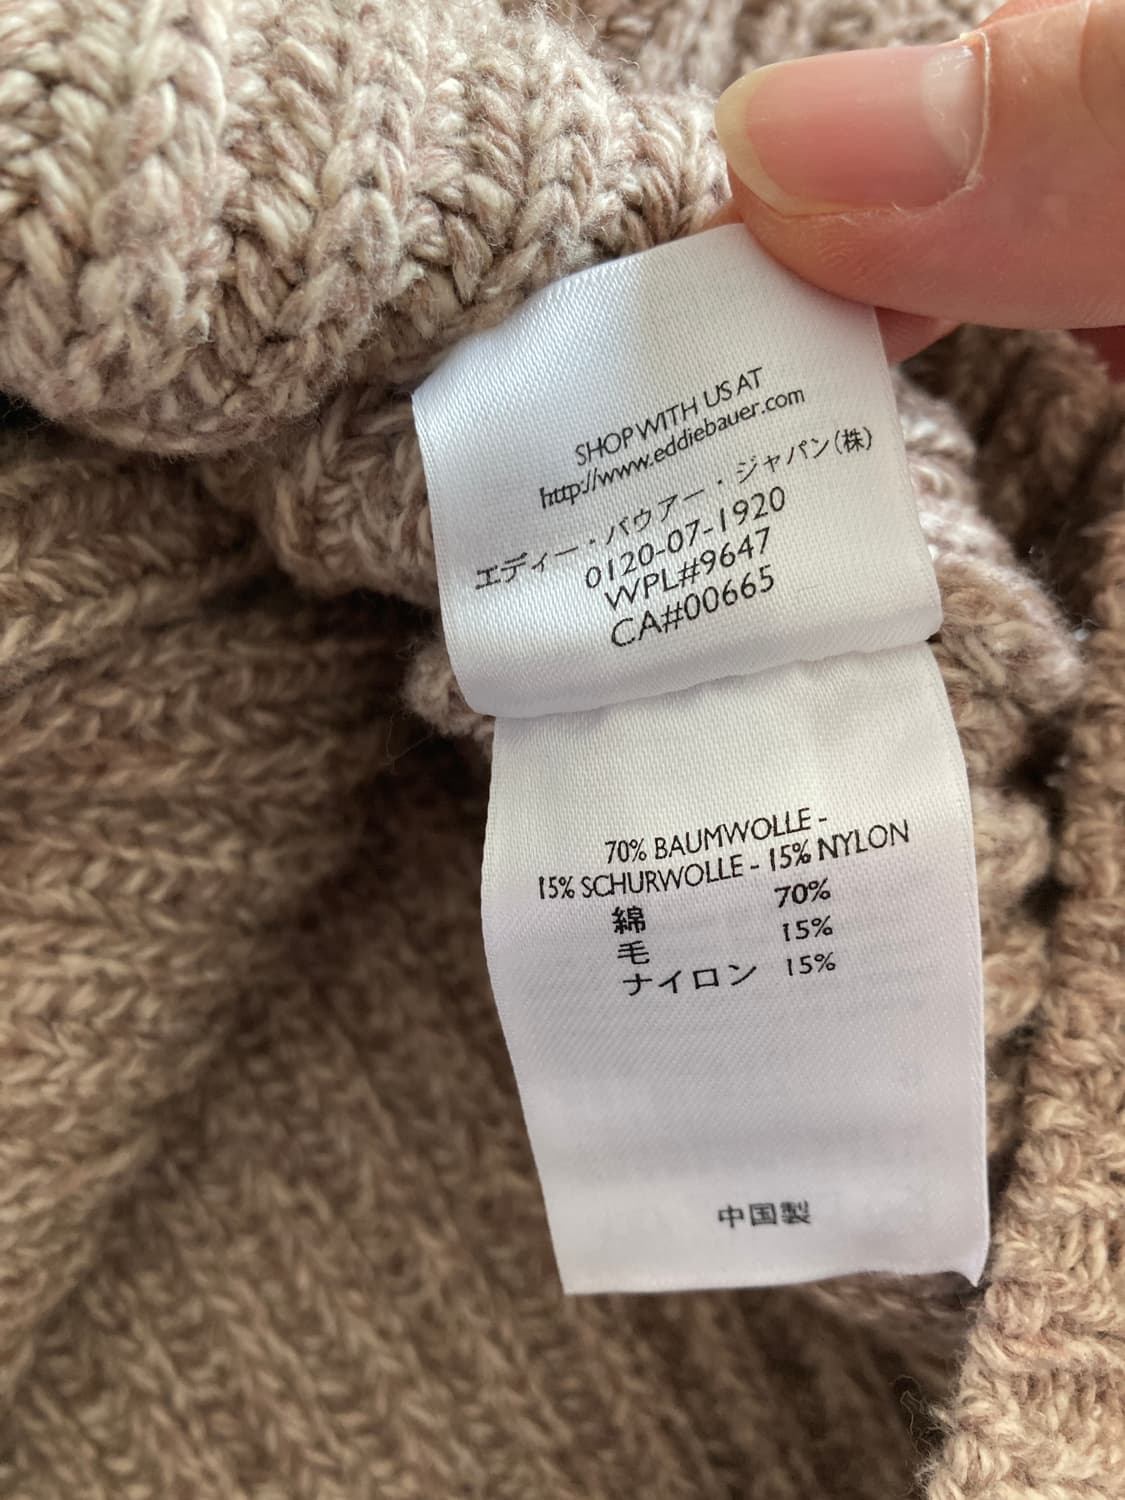 SHOP WITH US AT
http://www.eddiebauer.com
エディー・バウアー・ジャパン(株)
0120-07-1920
WPL#9647
CA#00665
70% BAUMWOLLE -
15% SCHURWOLLE - 15% NYLON
綿 70%
毛 15%
ナイロン 15%
中国製